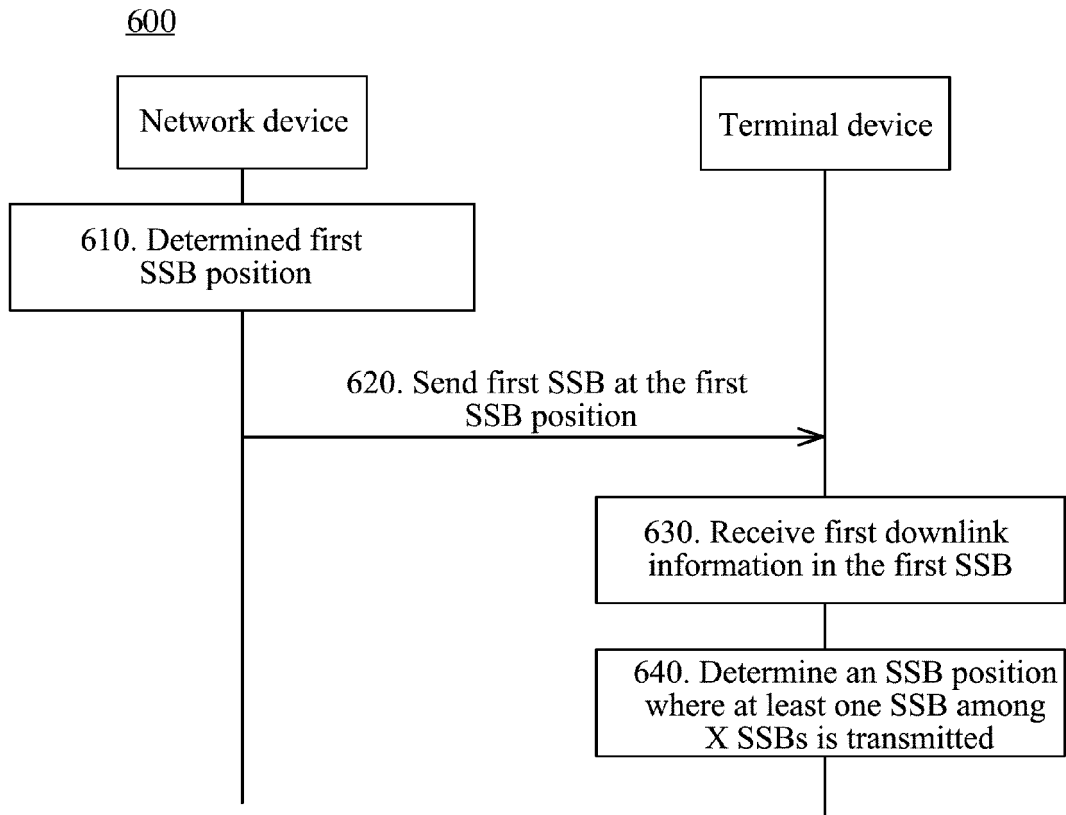 600
Network device
Terminal device
610. Determined first
SSB position
620. Send first SSB at the first
SSB position
630. Receive first downlink
information in the first SSB
640. Determine an SSB position
where at least one SSB among
X SSBs is transmitted